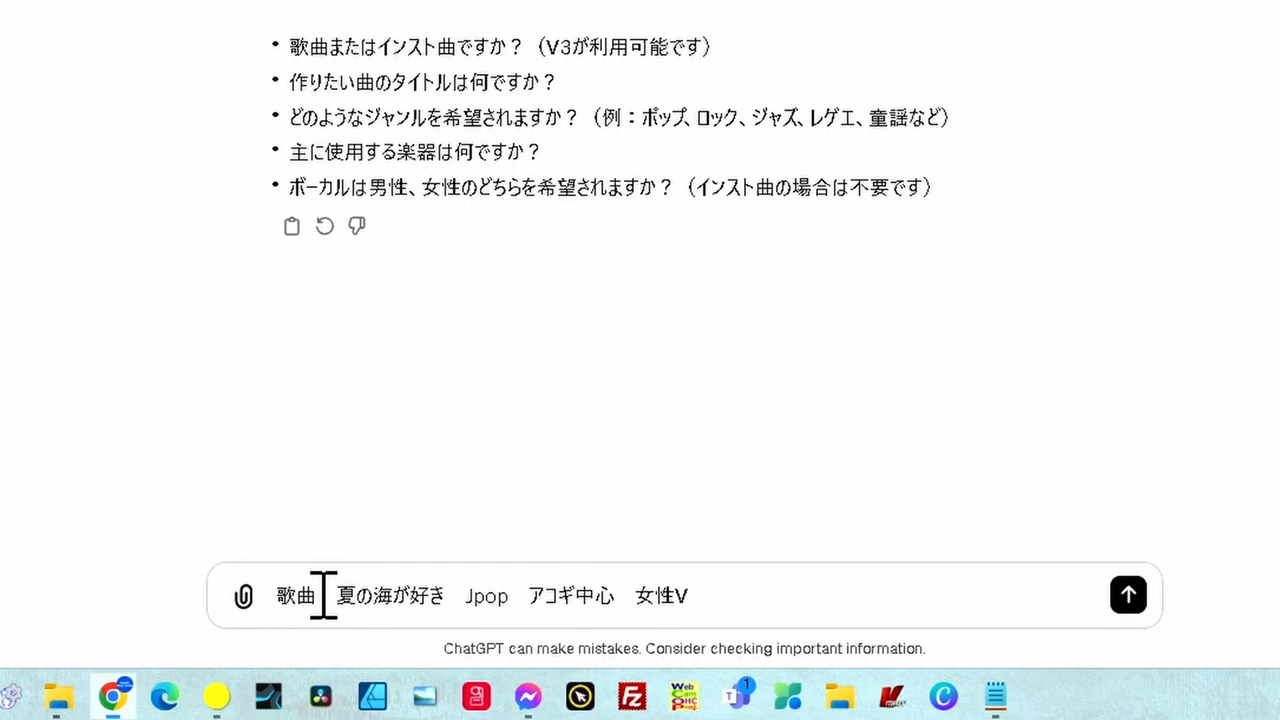 • 歌曲またはインスト曲ですか？（V3が利用可能です）
• 作りたい曲のタイトルは何ですか？
• どのようなジャンルを希望されますか？（例：ポップ、ロック、ジャズ、レゲエ、童謡など）
• 主に使用する楽器は何ですか？
• ボーカルは男性、女性のどちらを希望されますか？（インスト曲の場合は不要です）
歌曲　夏の海が好き　Jpop　アコギ中心　女性V
ChatGPT can make mistakes. Consider checking important information.
Fz
Web
Cam
1
C